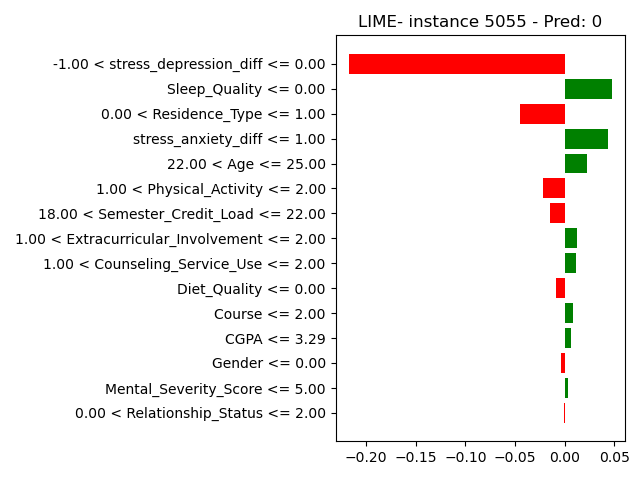 LIME- instance 5055 - Pred: 0
-1.00 < stress_depression_diff <= 0.00
Sleep_Quality <= 0.00
0.00 < Residence_Type <= 1.00
stress_anxiety_diff <= 1.00
22.00 < Age <= 25.00
1.00 < Physical_Activity <= 2.00
18.00 < Semester_Credit_Load <= 22.00
1.00 < Extracurricular_Involvement <= 2.00
1.00 < Counseling_Service_Use <= 2.00
Diet_Quality <= 0.00
Course <= 2.00
CGPA <= 3.29
Gender <= 0.00
Mental_Severity_Score <= 5.00
0.00 < Relationship_Status <= 2.00
−0.20 −0.15 −0.10 −0.05 0.00 0.05